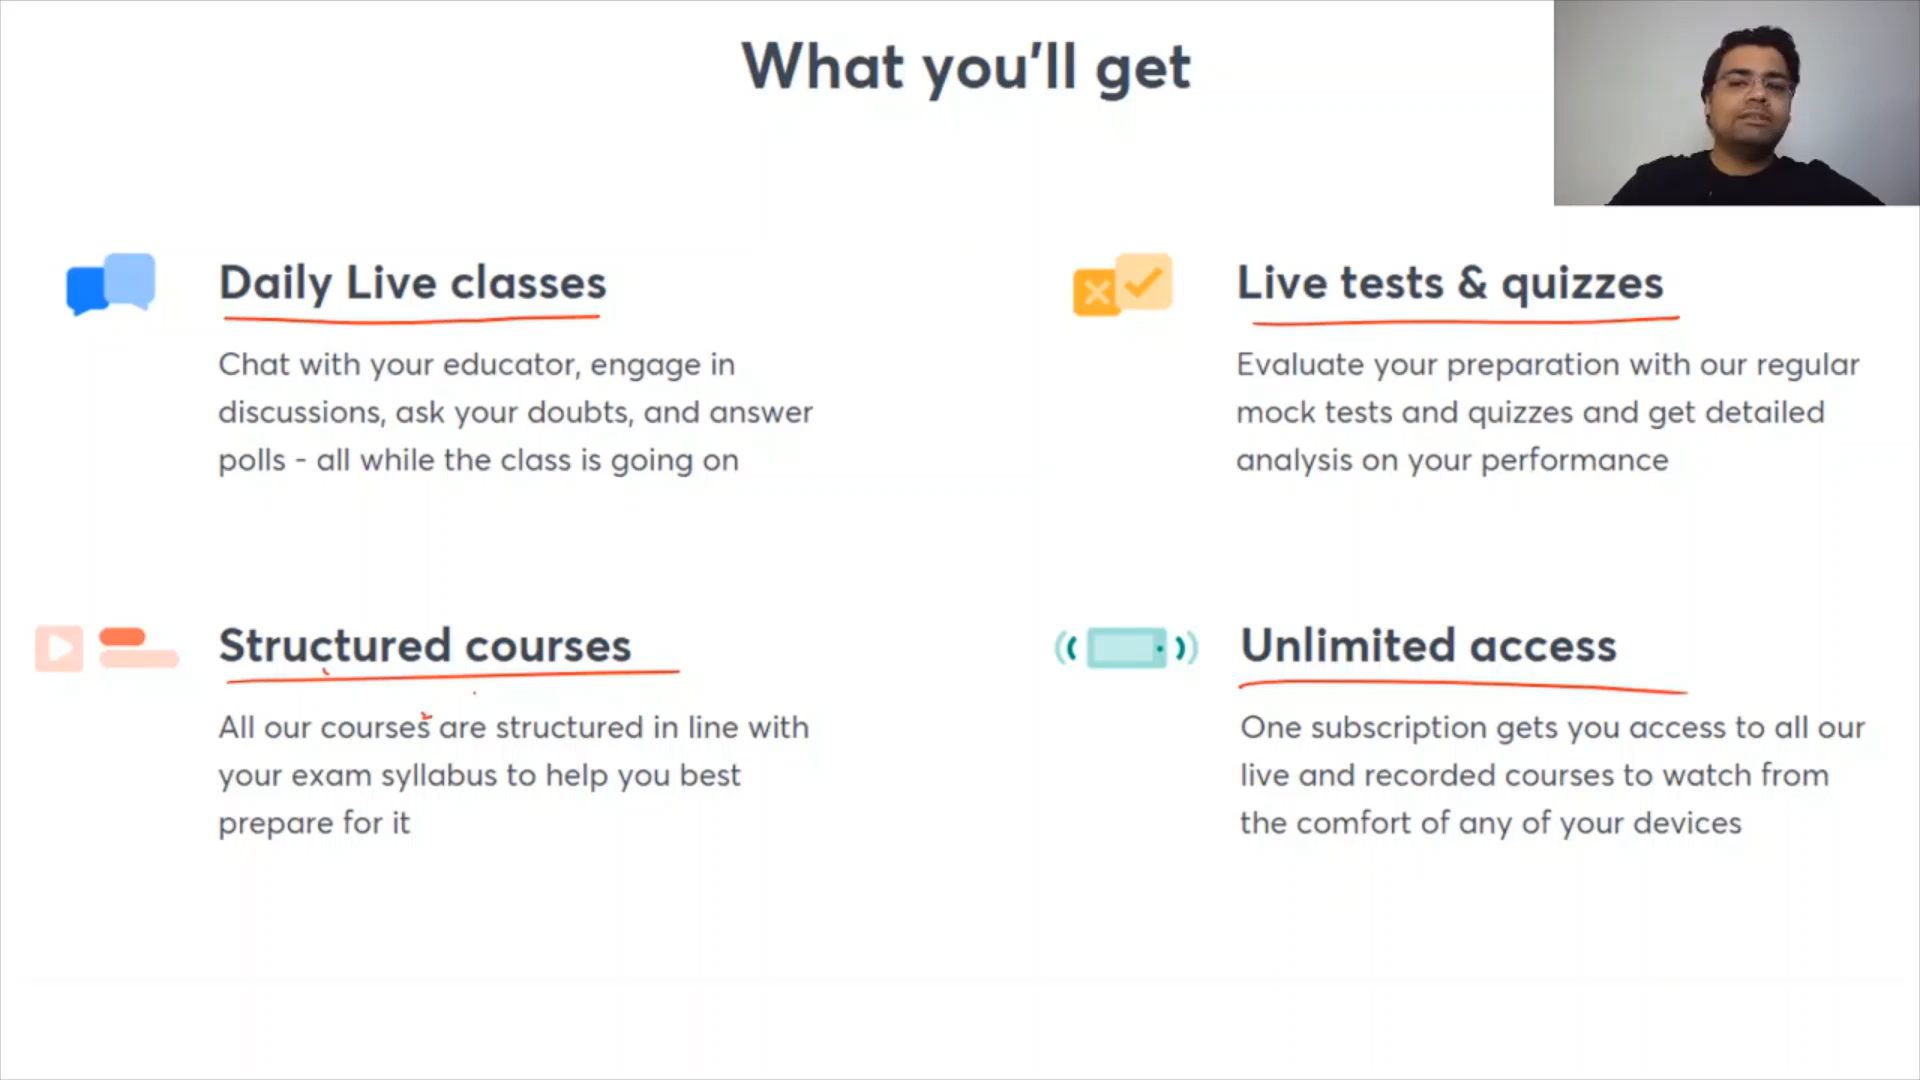 What you'll get
Daily Live classes
Chat with your educator, engage in
discussions, ask your doubts, and answer
polls - all while the class is going on
Live tests & quizzes
Evaluate your preparation with our regular
mock tests and quizzes and get detailed
analysis on your performance
Structured courses
All our courses are structured in line with
your exam syllabus to help you best
prepare for it
Unlimited access
One subscription gets you access to all our
live and recorded courses to watch from
the comfort of any of your devices